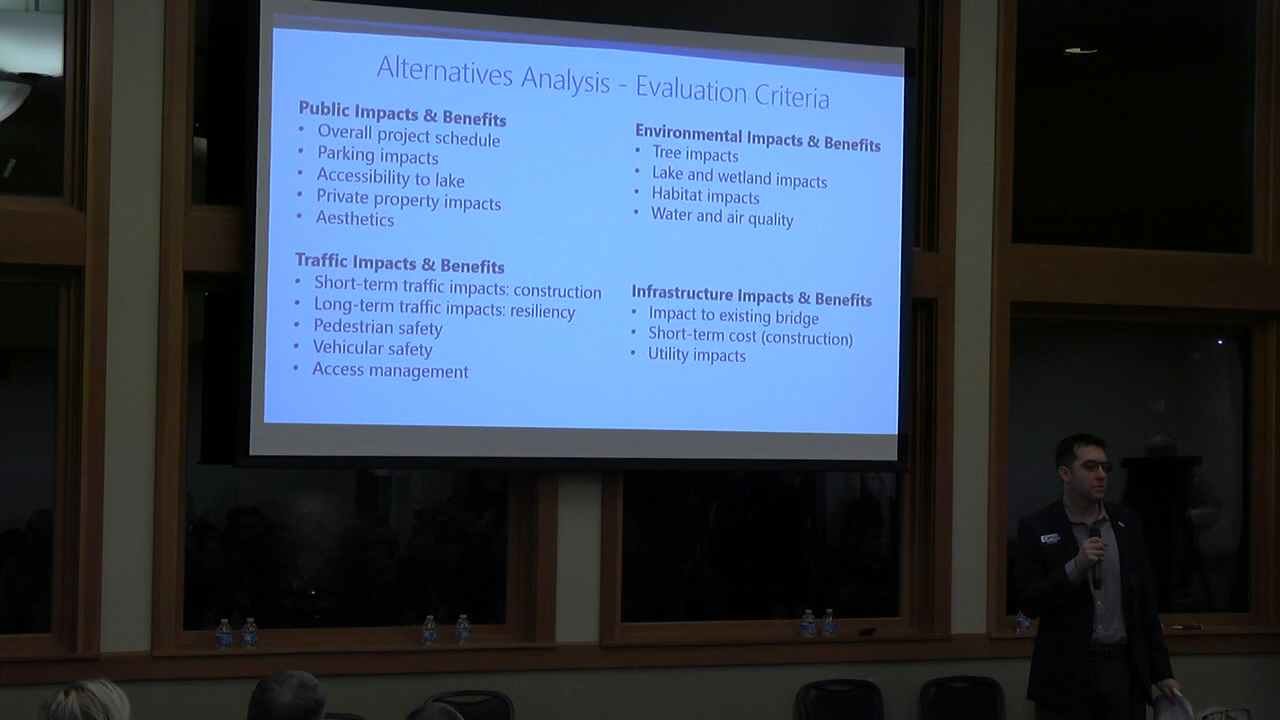 Alternatives Analysis - Evaluation Criteria
Public Impacts & Benefits
• Overall project schedule
• Parking impacts
• Accessibility to lake
• Private property impacts
• Aesthetics
Traffic Impacts & Benefits
• Short-term traffic impacts: construction
• Long-term traffic impacts: resiliency
• Pedestrian safety
• Vehicular safety
• Access management
Environmental Impacts & Benefits
• Tree impacts
• Lake and wetland impacts
• Habitat impacts
• Water and air quality
Infrastructure Impacts & Benefits
• Impact to existing bridge
• Short-term cost (construction)
• Utility impacts